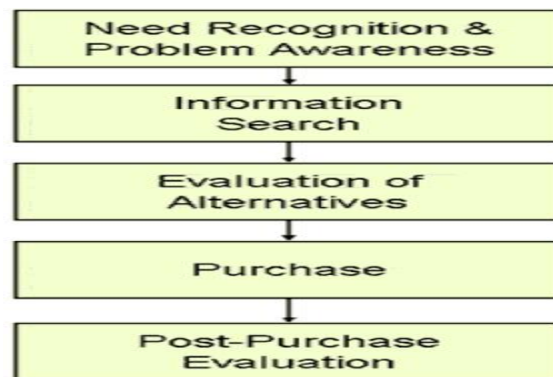 Need Recognition &
Problem Awareness
Information
Search
Evaluation of
Alternatives
Purchase
Post-Purchase
Evaluation